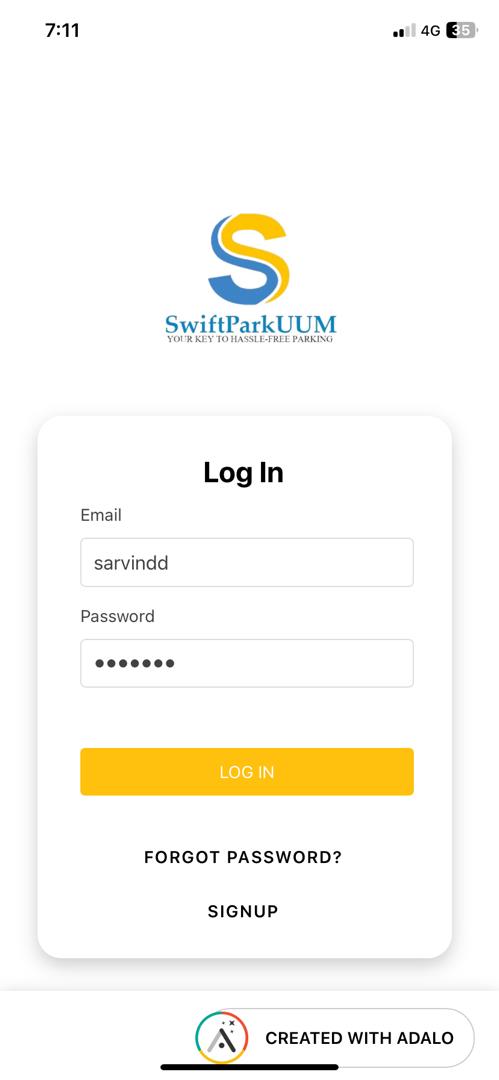 7:11
4G 35
SwiftParkUUM
YOUR KEY TO HASSLE-FREE PARKING
Log In
Email
sarvindd
Password
•••••••
LOG IN
FORGOT PASSWORD?
SIGNUP
CREATED WITH ADALO